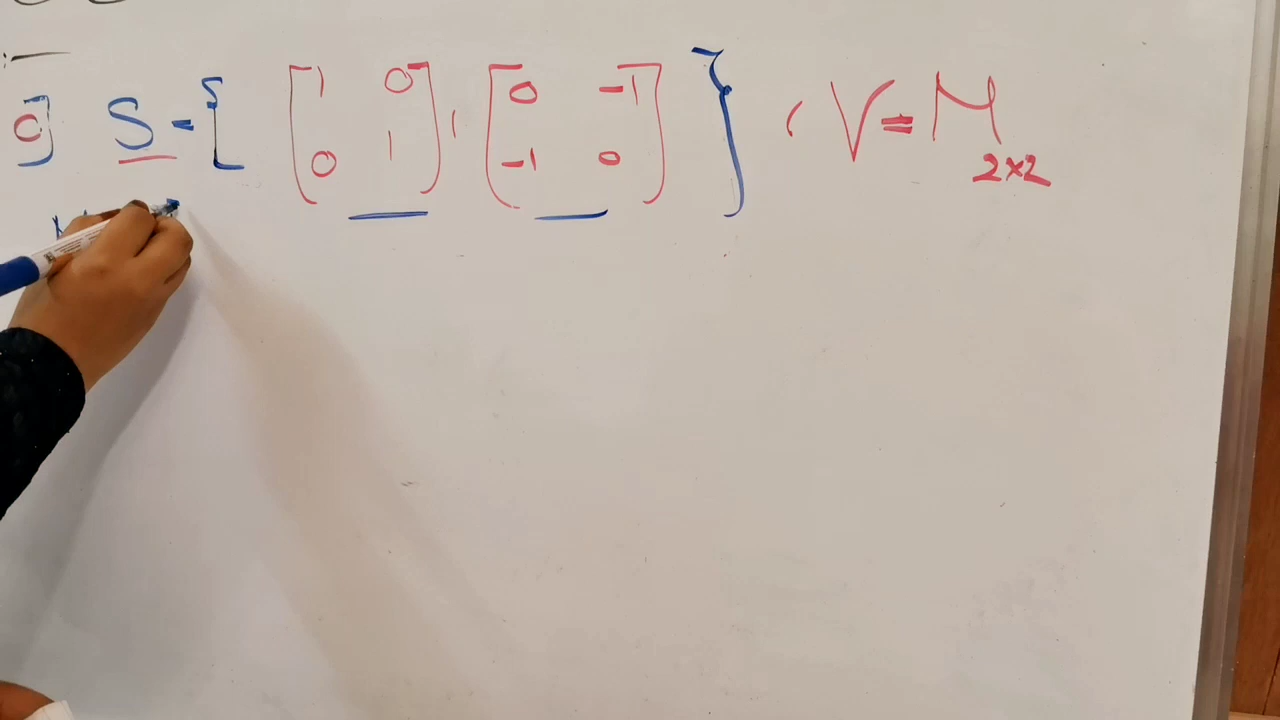 c] S = { [1 0 0 1] , [0 -1 -1 0] } , V = M 2×2